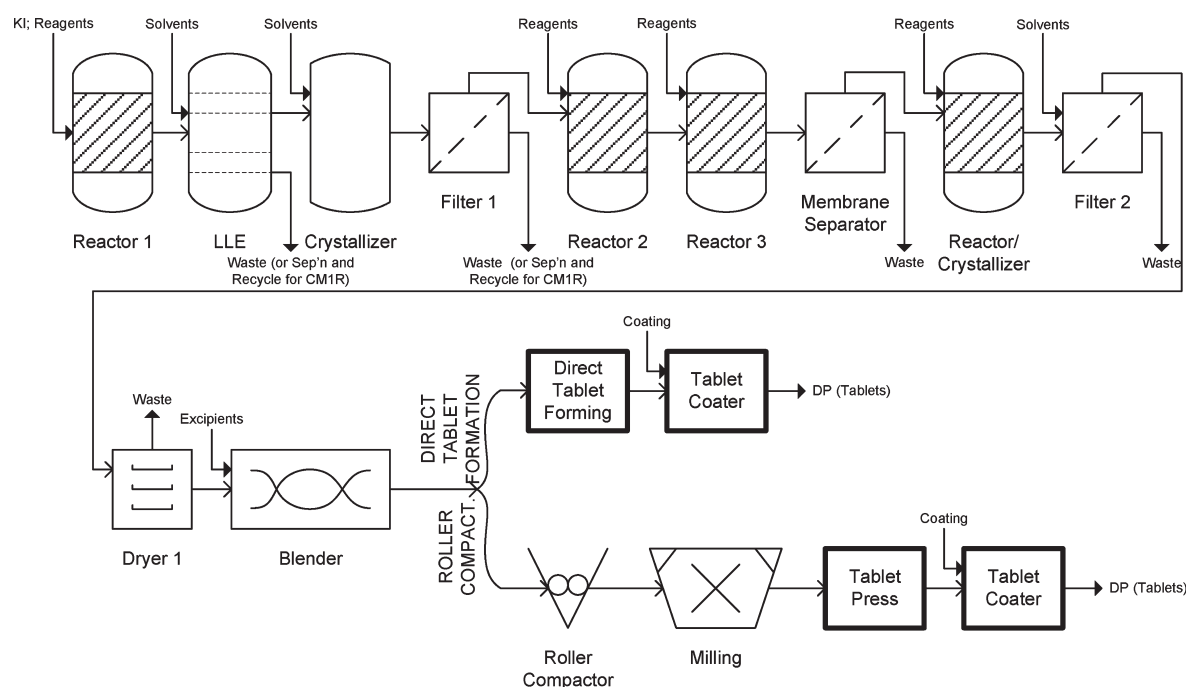 KI; Reagents
Solvents
Solvents
Reagents
Reagents
Reagents
Solvents
Reactor 1
LLE
Crystallizer
Filter 1
Reactor 2
Reactor 3
Membrane
Separator
Reactor/
Crystallizer
Filter 2
Waste (or Sep'n and
Recycle for CM1R)
Waste (or Sep'n and
Recycle for CM1R)
Waste
Waste
Waste
Excipients
Dryer 1
Blender
DIRECT
TABLET
FORMATION
ROLLER
COMPACT.
Coating
Direct
Tablet
Forming
Tablet
Coater
DP (Tablets)
Roller
Compactor
Milling
Coating
Tablet
Press
Tablet
Coater
DP (Tablets)